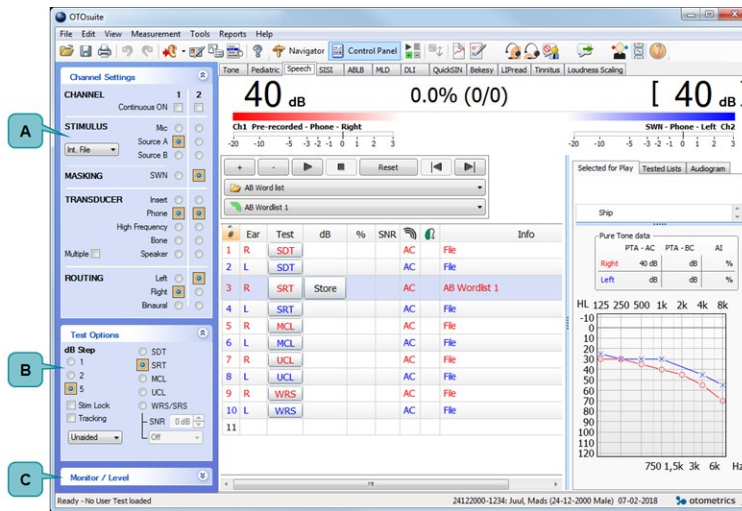 OTOsuite
File Edit View Measurement Tools Reports Help
Navigator Control Panel
Tone Pediatric Speech SISI ABLB MLD DLI QuickSIN Bekesy LIPread Tinnitus Loudness Scaling
A
B
C
Channel Settings
CHANNEL 1 2
Continuous ON
STIMULUS Mic
Int. File Source A
Source B
MASKING SWN
TRANSDUCER Insert
Phone
High Frequency
Bone
Multiple Speaker
ROUTING Left
Right
Binaural
Test Options
dB Step SDT
1 SRT
2 MCL
5 UCL
Stim Lock WRS/SRS
Tracking SNR 0 dB
Unaided Off
Monitor / Level
40 dB 0.0% (0/0) [ 40 dB
Ch1 Pre-recorded - Phone - Right SWN - Phone - Left Ch2
-20 -10 -5 -3 -2 -1 0 1 2 3 -20 -10 -5 -3 -2 -1 0 1 2 3
+ - Reset
AB Word list
AB Wordlist 1
# Ear Test dB % SNR Info
1 R SDT AC File
2 L SDT AC File
3 R SRT Store AC AB Wordlist 1
4 L SRT AC File
5 R MCL AC File
6 L MCL AC File
7 R UCL AC File
8 L UCL AC File
9 R WRS AC File
10 L WRS AC File
11
Selected for Play Tested Lists Audiogram
Ship
Pure Tone data
PTA - AC PTA - BC AI
Right 40 dB dB %
Left dB dB %
HL 125 250 500 1k 2k 4k 8k
-10
0
10
20
30
40
50
60
70
80
90
100
110
120
750 1,5k 3k 6k Hz
Ready - No User Test loaded 24122000-1234: Juul, Mads (24-12-2000 Male) 07-02-2018 otometrics